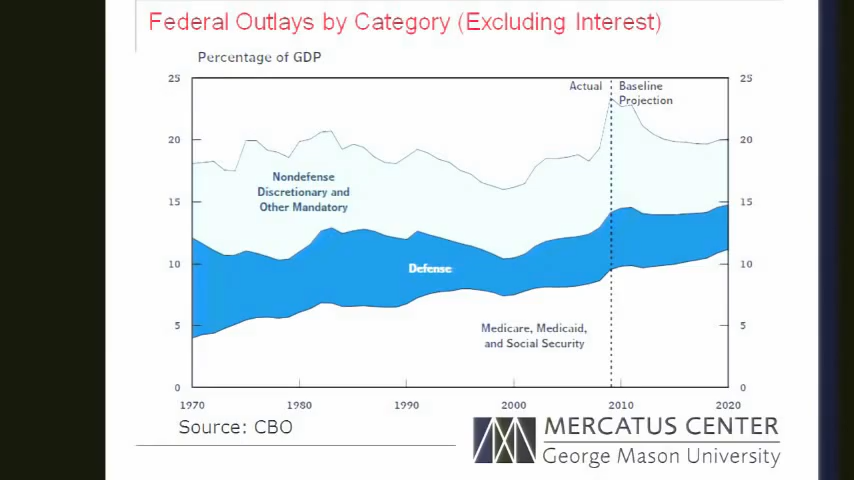 Federal Outlays by Category (Excluding Interest)
Percentage of GDP
25
25
Actual
Baseline
Projection
20
20
Nondefense
Discretionary and
Other Mandatory
15
15
10
Defense
10
5
Medicare, Medicaid,
and Social Security
5
0
0
1970
1980
1990
2000
2010
2020
Source: CBO
MERCATUS CENTER
George Mason University